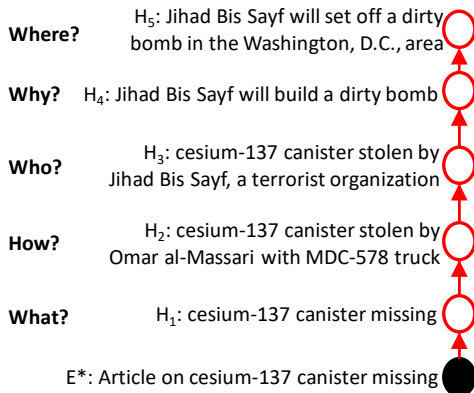 Where?
H₅: Jihad Bis Sayf will set off a dirty
bomb in the Washington, D.C., area
Why?
H₄: Jihad Bis Sayf will build a dirty bomb
Who?
H₃: cesium-137 canister stolen by
Jihad Bis Sayf, a terrorist organization
How?
H₂: cesium-137 canister stolen by
Omar al-Massari with MDC-578 truck
What?
H₁: cesium-137 canister missing
E*: Article on cesium-137 canister missing